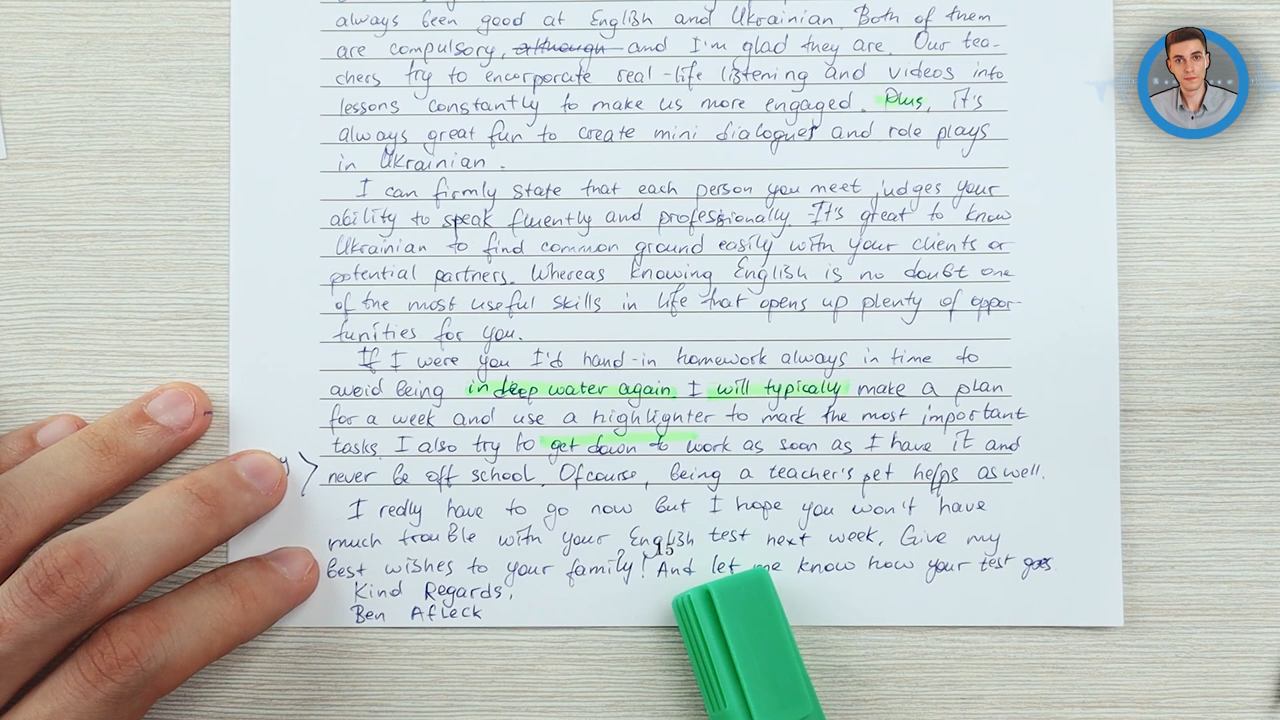 always been good at English and Ukrainian. Both of them
are compulsory, although and I'm glad they are. Our tea-
chers try to encorporate real-life listening and videos into
lessons constantly to make us more engaged. Plus, it's
always great fun to create mini dialogues and role plays
in Ukrainian.
I can firmly state that each person you meet judges your
ability to speak fluently and professionally. It's great to know
Ukrainian to find common ground easily with your clients or
potential partners. Whereas knowing English is no doubt one
of the most useful skills in life that opens up plenty of oppor-
tunities for you.
If I were you I'd hand-in homework always in time to
avoid being in deep water again. I will typically make a plan
for a week and use a highlighter to mark the most important
tasks. I also try to get down to work as soon as I have it and
never be off school. Ofcourse, being a teacher's pet helps as well.
I really have to go now but I hope you won't have
much trouble with your English test next week. Give my
best wishes to your family! And let me know how your test goes.
Kind Regards,
Ben Afleck